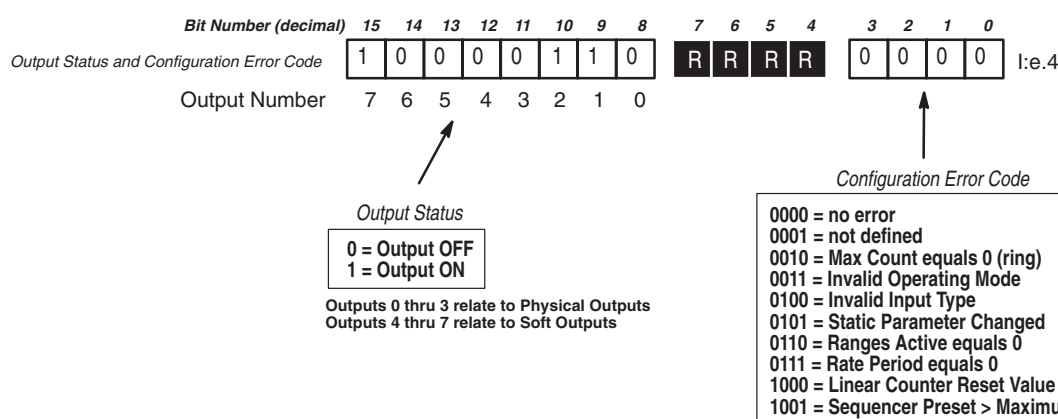 Bit Number (decimal) 15 14 13 12 11 10 9 8 7 6 5 4 3 2 1 0
Output Status and Configuration Error Code 1 0 0 0 0 1 1 0 R R R R 0 0 0 0 I:e.4
Output Number 7 6 5 4 3 2 1 0
Output Status
0 = Output OFF
1 = Output ON
Outputs 0 thru 3 relate to Physical Outputs
Outputs 4 thru 7 relate to Soft Outputs
Configuration Error Code
0000 = no error
0001 = not defined
0010 = Max Count equals 0 (ring)
0011 = Invalid Operating Mode
0100 = Invalid Input Type
0101 = Static Parameter Changed
0110 = Ranges Active equals 0
0111 = Rate Period equals 0
1000 = Linear Counter Reset Value
1001 = Sequencer Preset >